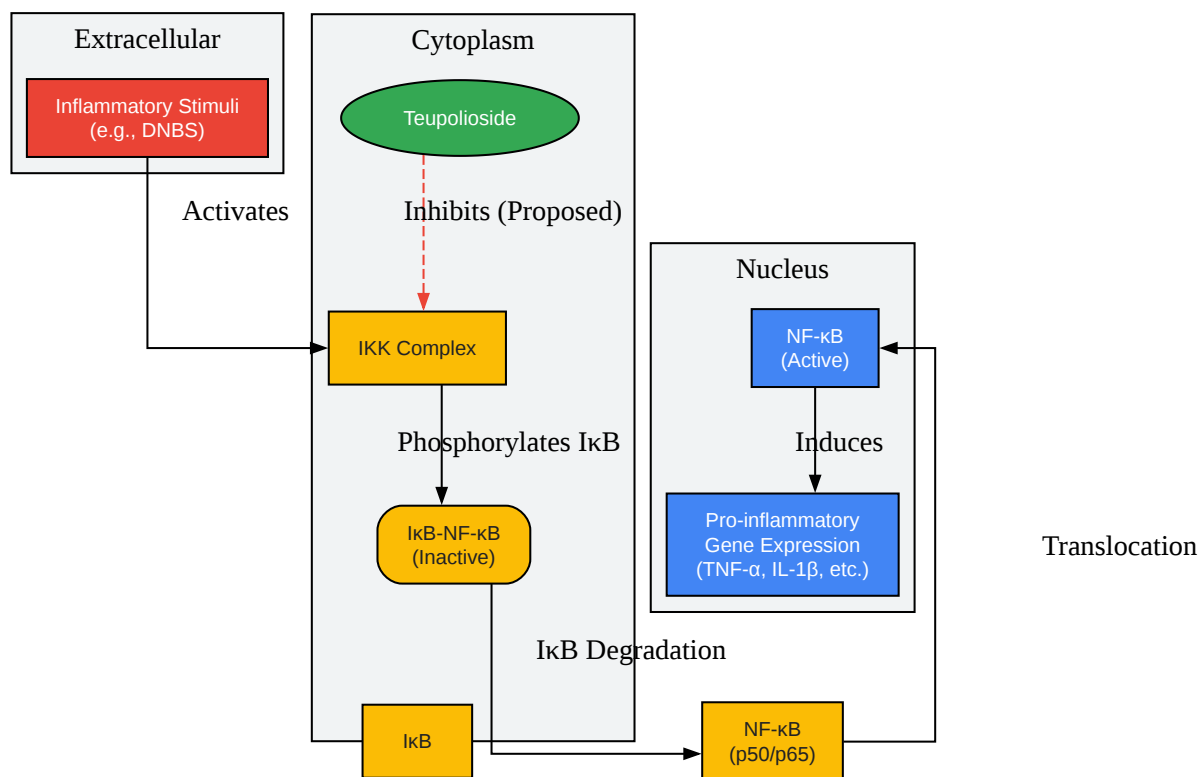 Extracellular
Inflammatory Stimuli
(e.g., DNBS)
Activates
Cytoplasm
Teupolioside
Inhibits (Proposed)
IKK Complex
Phosphorylates IκB
IκB-NF-κB
(Inactive)
IκB Degradation
IκB
NF-κB
(p50/p65)
Translocation
Nucleus
NF-κB
(Active)
Induces
Pro-inflammatory
Gene Expression
(TNF-α, IL-1β, etc.)